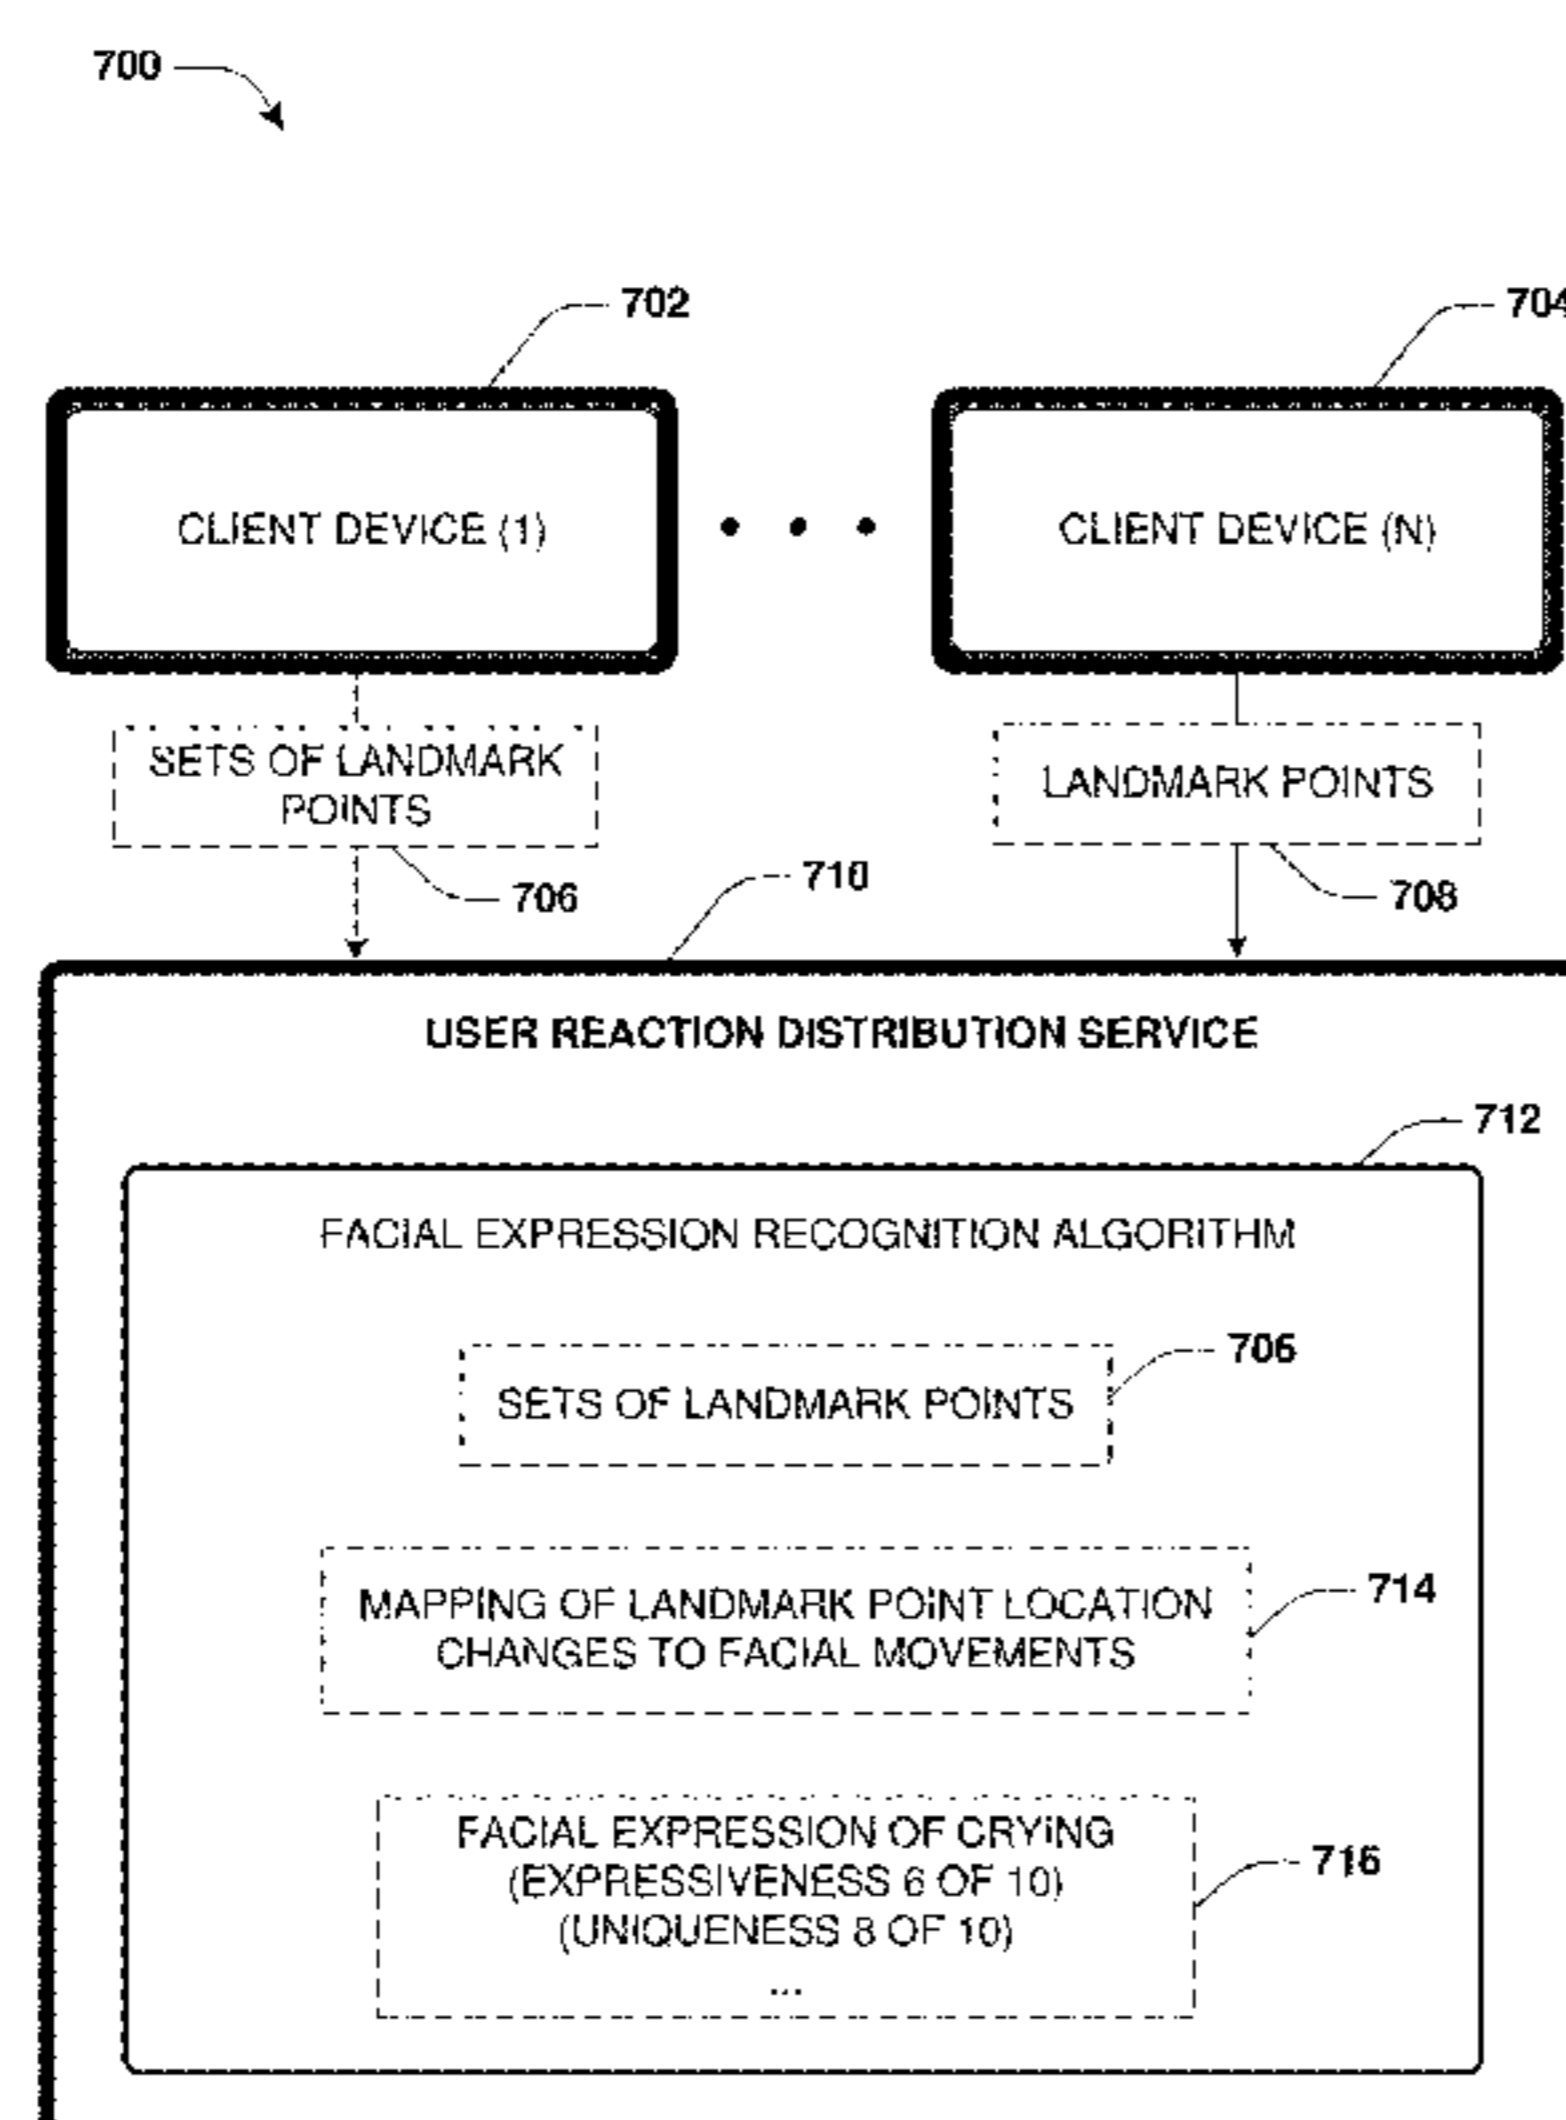 700
702
704
CLIENT DEVICE (1)
CLIENT DEVICE (N)
SETS OF LANDMARK
POINTS
LANDMARK POINTS
706
708
710
USER REACTION DISTRIBUTION SERVICE
712
FACIAL EXPRESSION RECOGNITION ALGORITHM
706
SETS OF LANDMARK POINTS
MAPPING OF LANDMARK POINT LOCATION
CHANGES TO FACIAL MOVEMENTS
714
FACIAL EXPRESSION OF CRYING
(EXPRESSIVENESS 6 OF 10)
(UNIQUENESS 8 OF 10)
...
716